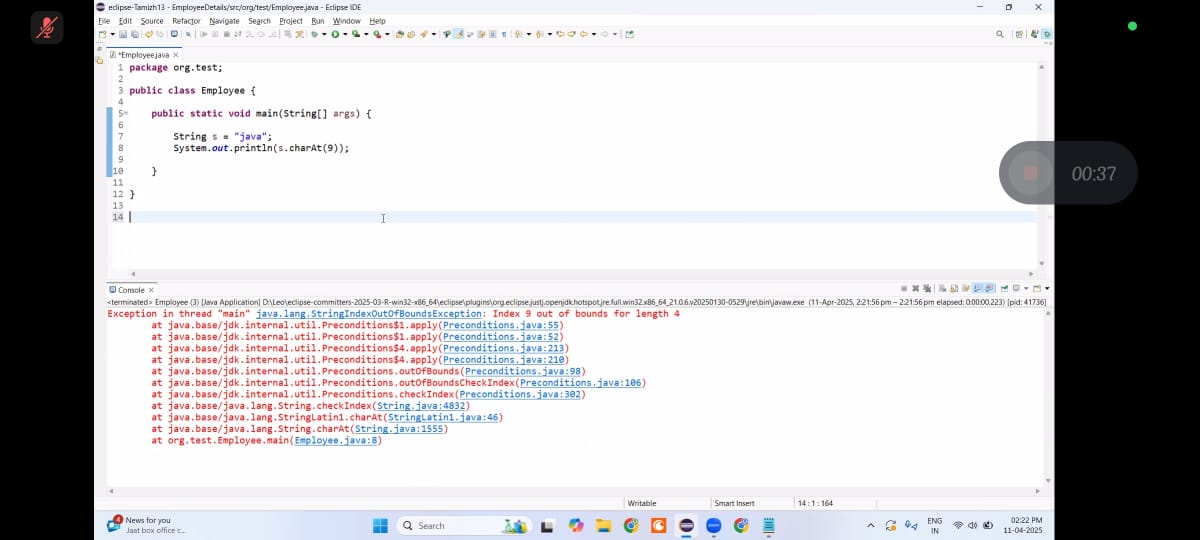 eclipse-Tamizh13 - EmployeeDetails/src/org/test/Employee.java - Eclipse IDE
File Edit Source Refactor Navigate Search Project Run Window Help
*Employee.java
1 package org.test;
2
3 public class Employee {
4
5 public static void main(String[] args) {
6
7 String s = "java";
8 System.out.println(s.charAt(9));
9
10 }
11
12 }
13
14
00:37
Console
<terminated> Employee (3) [Java Application] D:\Leo\eclipse-committers-2025-03-R-win32-x86_64\eclipse\plugins\org.eclipse.justj.openjdk.hotspot.jre.full.win32.x86_64_21.0.6.v20250130-0529\jre\bin\javaw.exe (11-Apr-2025, 2:21:56 pm – 2:21:56 pm elapsed: 0:00:00.223) [pid: 41736]
Exception in thread "main" java.lang.StringIndexOutOfBoundsException: Index 9 out of bounds for length 4
at java.base/jdk.internal.util.Preconditions$1.apply(Preconditions.java:55)
at java.base/jdk.internal.util.Preconditions$1.apply(Preconditions.java:52)
at java.base/jdk.internal.util.Preconditions$4.apply(Preconditions.java:213)
at java.base/jdk.internal.util.Preconditions$4.apply(Preconditions.java:210)
at java.base/jdk.internal.util.Preconditions.outOfBounds(Preconditions.java:98)
at java.base/jdk.internal.util.Preconditions.outOfBoundsCheckIndex(Preconditions.java:106)
at java.base/jdk.internal.util.Preconditions.checkIndex(Preconditions.java:302)
at java.base/java.lang.String.checkIndex(String.java:4832)
at java.base/java.lang.StringLatin1.charAt(StringLatin1.java:46)
at java.base/java.lang.String.charAt(String.java:1555)
at org.test.Employee.main(Employee.java:8)
Writable Smart Insert 14 : 1 : 164
4 News for you
Jaat box office c...
Search
ENG
IN
02:22 PM
11-04-2025